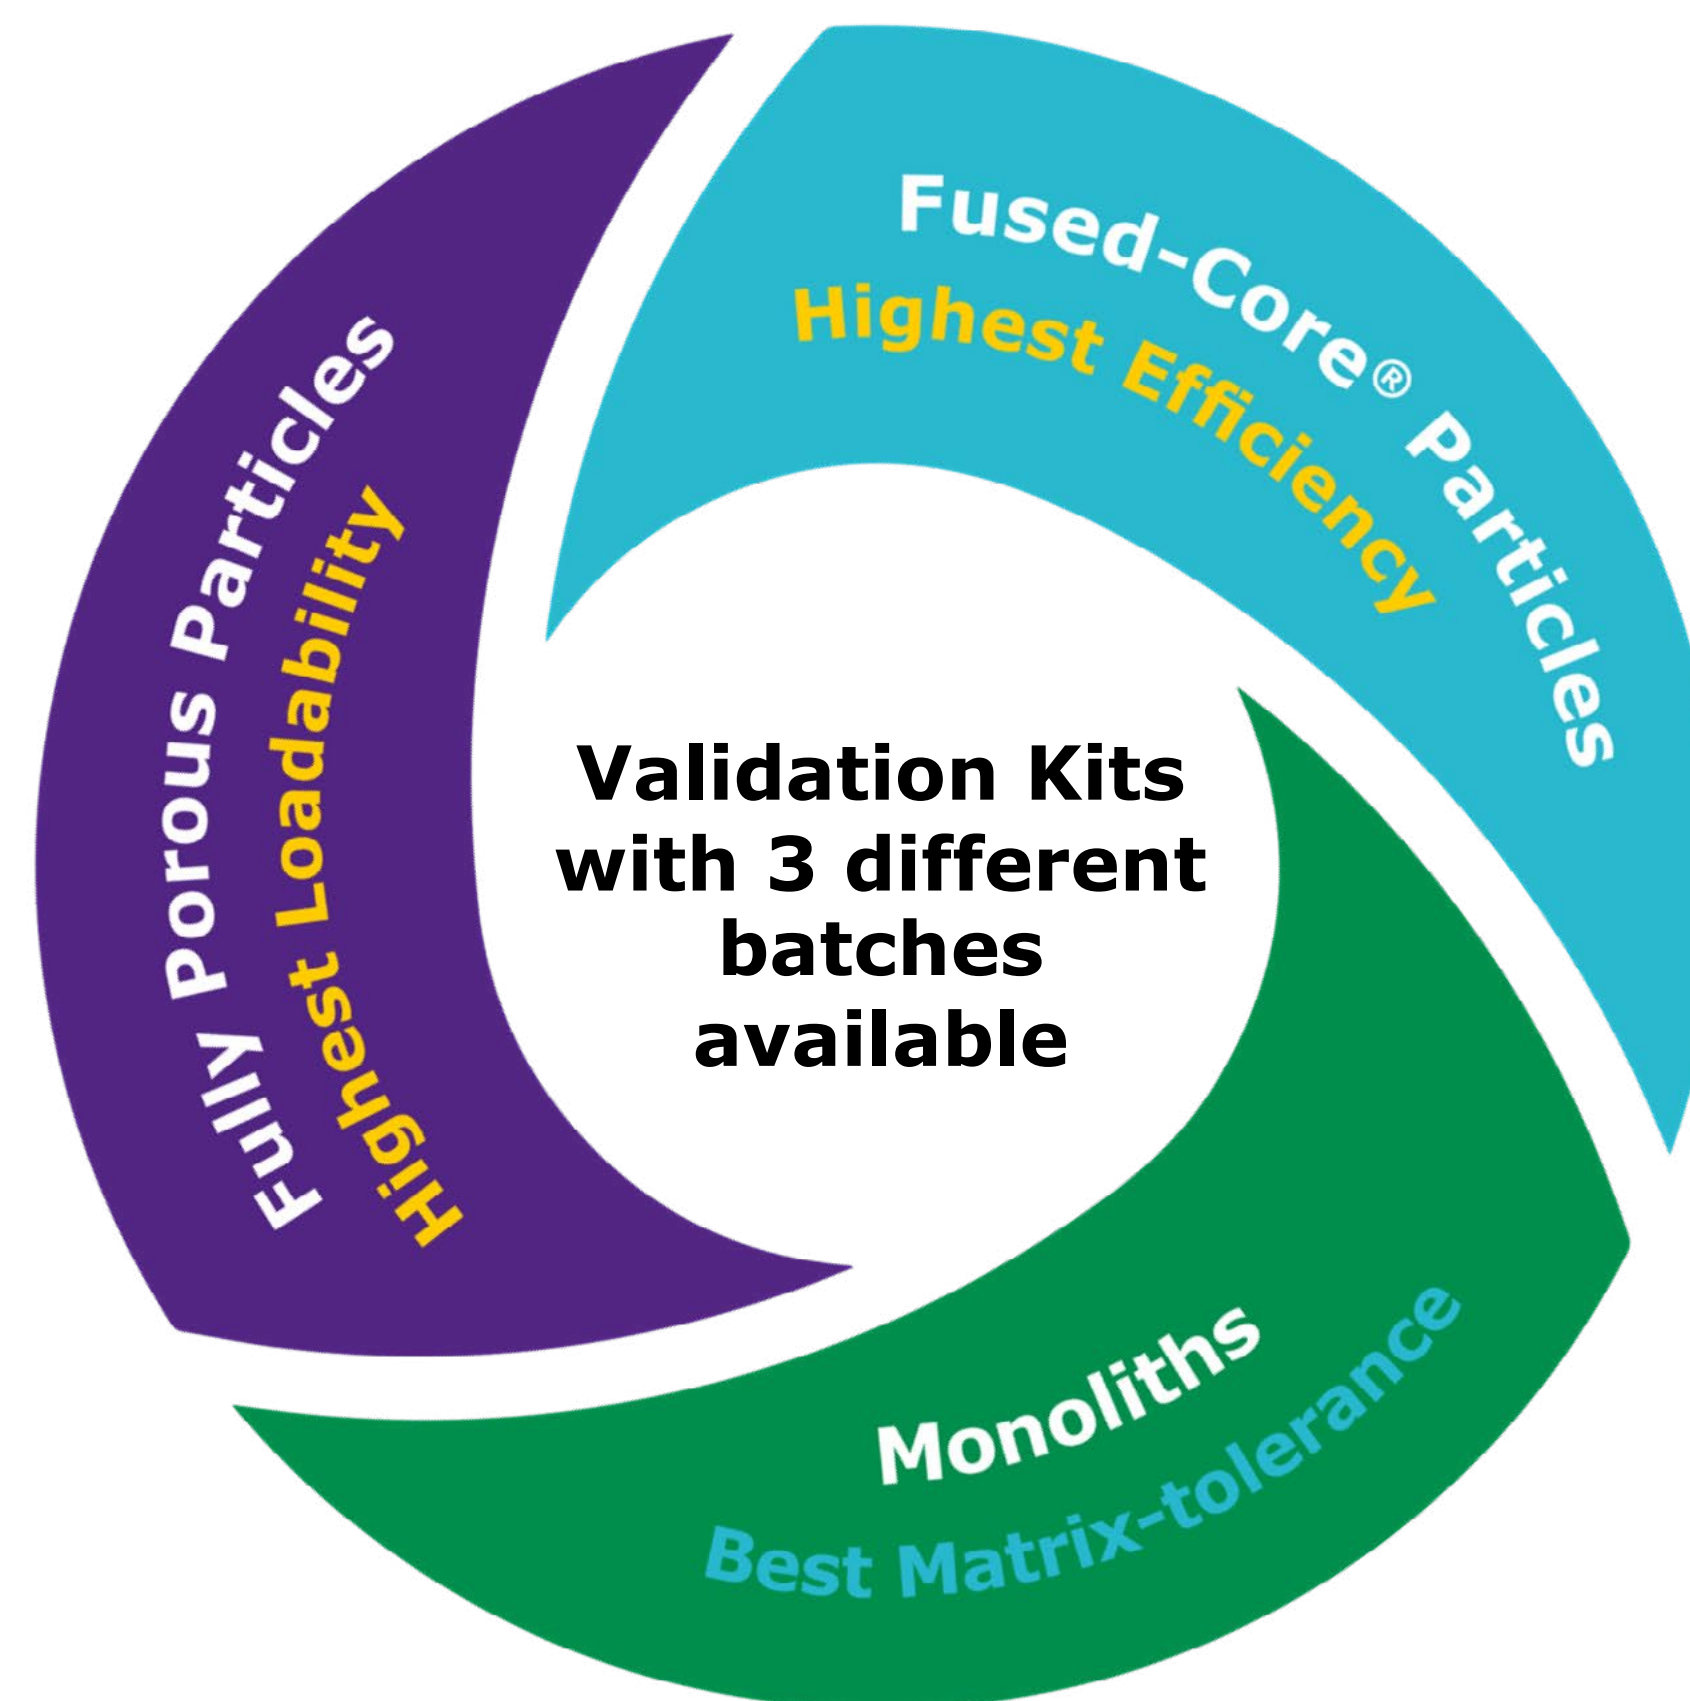 Fused-Core® Particles
Highest Efficiency
Fully Porous Particles
Highest Loadability
Validation Kits
with 3 different
batches
available
Monoliths
Best Matrix-tolerance